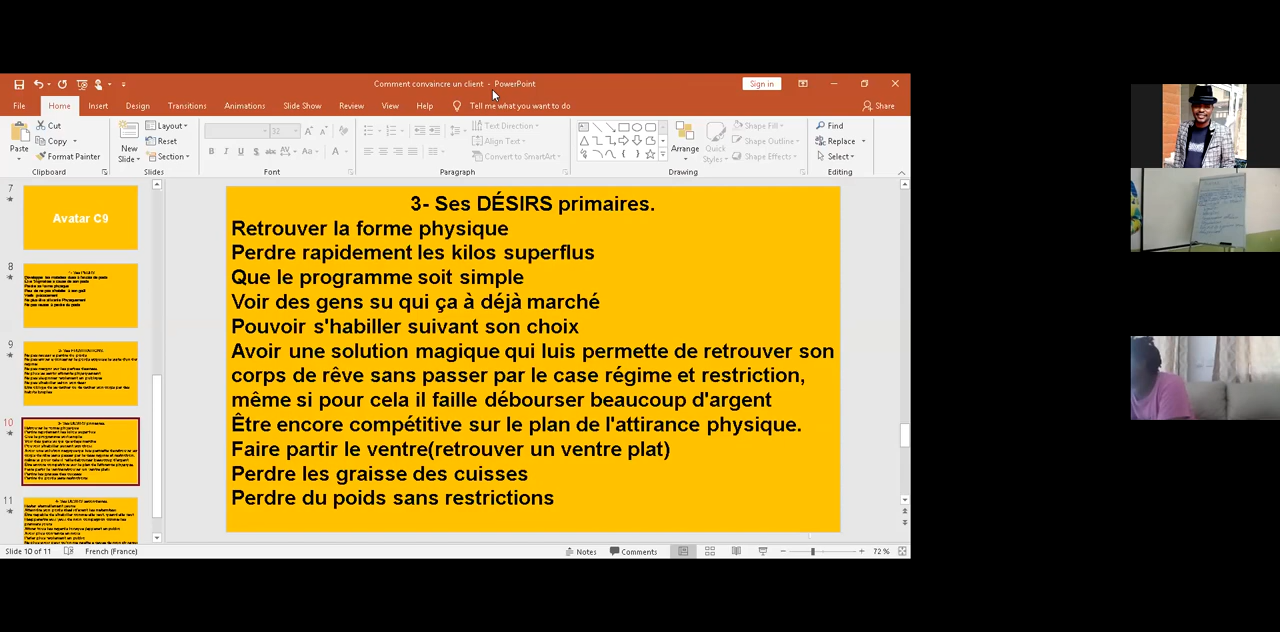 Comment convaincre un client - PowerPoint
Sign in
File Home Insert Design Transitions Animations Slide Show Review View Help Tell me what you want to do Share
Paste
Cut
Copy
Format Painter
Clipboard
New Slide
Layout
Reset
Section
Slides
32
Font
Text Direction
Align Text
Convert to SmartArt
Paragraph
Arrange
Quick Styles
Shape Fill
Shape Outline
Shape Effects
Drawing
Find
Replace
Select
Editing
7
Avatar C9
8
9
10
11
3- Ses DÉSIRS primaires.
Retrouver la forme physique
Perdre rapidement les kilos superflus
Que le programme soit simple
Voir des gens su qui ça à déjà marché
Pouvoir s'habiller suivant son choix
Avoir une solution magique qui luis permette de retrouver son
corps de rêve sans passer par le case régime et restriction,
même si pour cela il faille débourser beaucoup d'argent
Être encore compétitive sur le plan de l'attirance physique.
Faire partir le ventre(retrouver un ventre plat)
Perdre les graisse des cuisses
Perdre du poids sans restrictions
Slide 10 of 11 French (France) Notes Comments 72 %